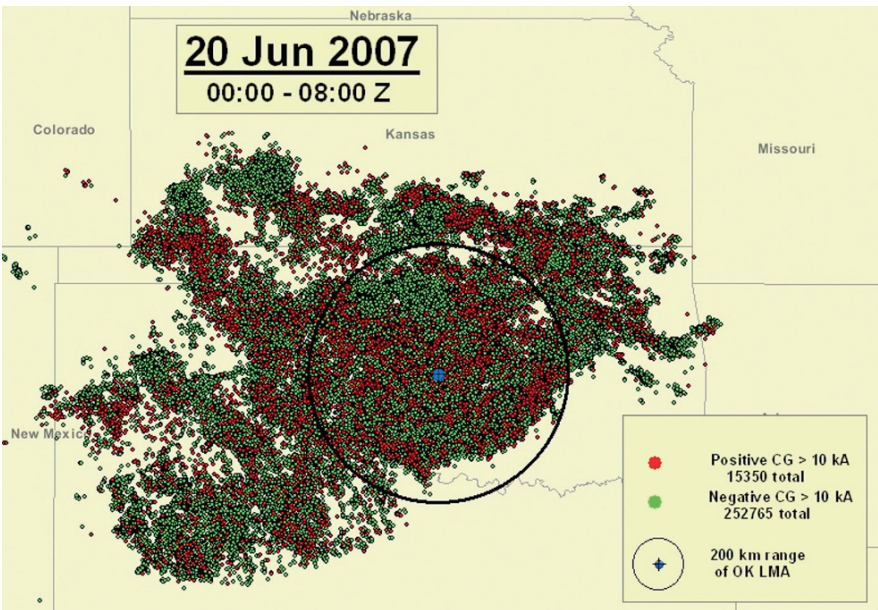 Nebraska
20 Jun 2007
00:00 - 08:00 Z
Colorado
Kansas
Missouri
New Mexic
Positive CG > 10 kA
15350 total
Negative CG > 10 kA
252765 total
200 km range
of OK LMA